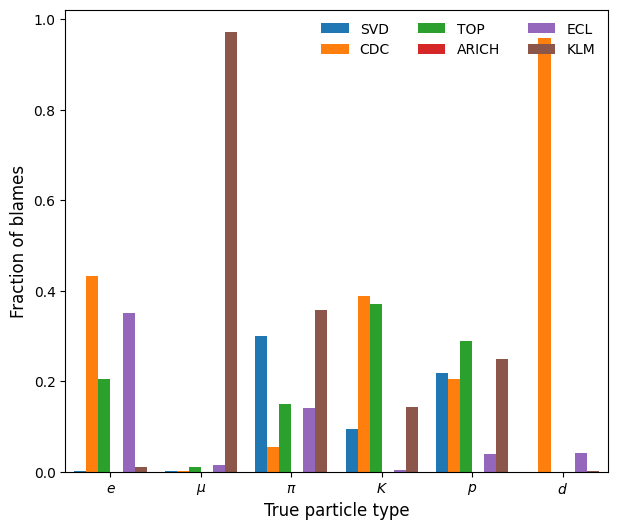 1.0
0.8
0.6
0.4
0.2
0.0
Fraction of blames
SVD
CDC
TOP
ARICH
ECL
KLM
e
μ
π
K
p
d
True particle type